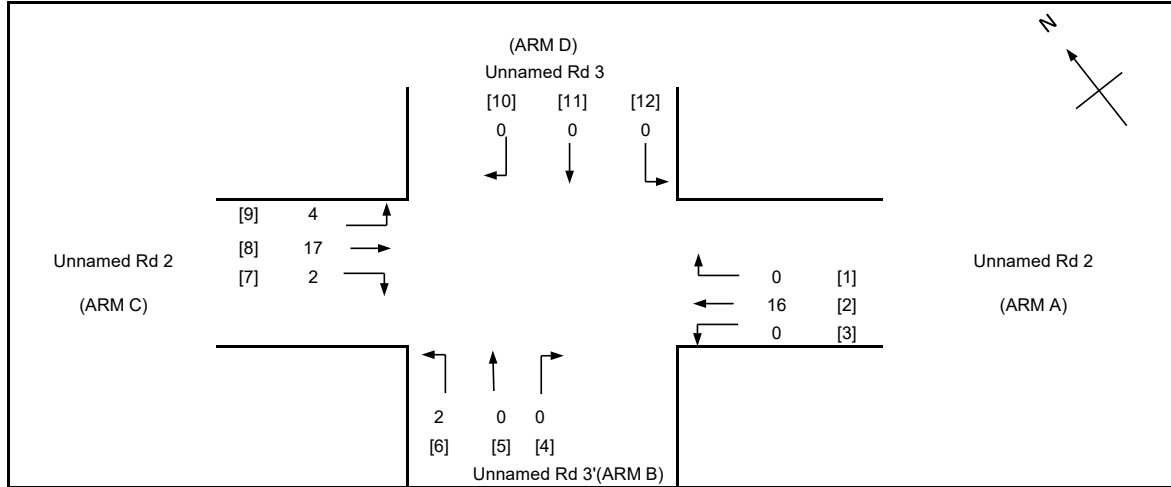 N
(ARM D)
Unnamed Rd 3
[10] [11] [12]
0 0 0
[9] 4
[8] 17
[7] 2
Unnamed Rd 2
(ARM C)
Unnamed Rd 2
(ARM A)
0 [1]
16 [2]
0 [3]
2 0 0
[6] [5] [4]
Unnamed Rd 3'(ARM B)